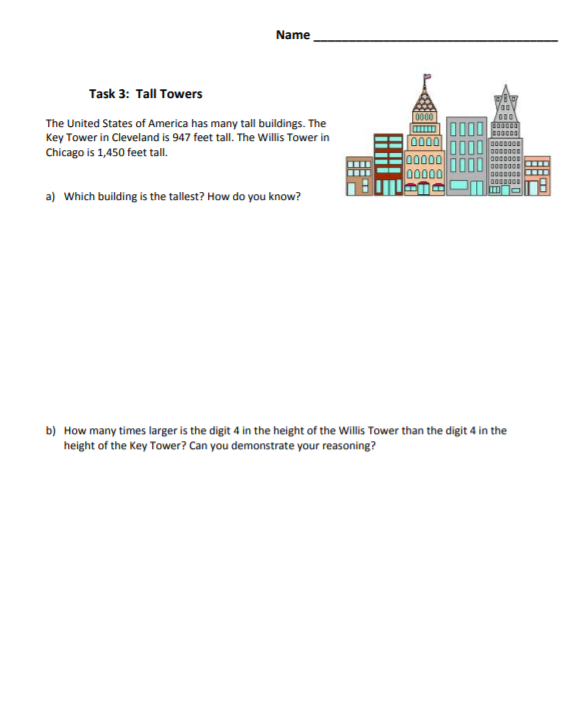 Name
Task 3: Tall Towers
The United States of America has many tall buildings. The
Key Tower in Cleveland is 947 feet tall. The Willis Tower in
Chicago is 1,450 feet tall.
a) Which building is the tallest? How do you know?
b) How many times larger is the digit 4 in the height of the Willis Tower than the digit 4 in the
height of the Key Tower? Can you demonstrate your reasoning?